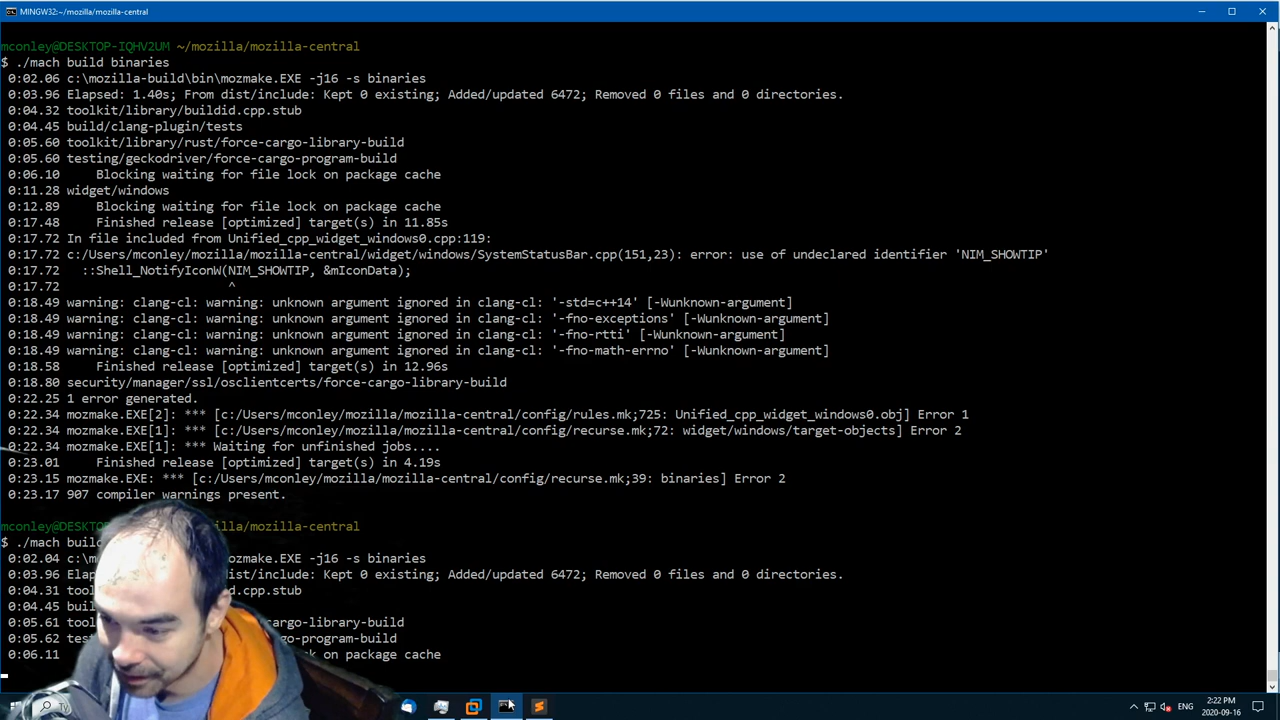 MINGW32:~/mozilla/mozilla-central
mconley@DESKTOP-IQHV2UM ~/mozilla/mozilla-central
$ ./mach build binaries
0:02.06 c:\mozilla-build\bin\mozmake.EXE -j16 -s binaries
0:03.96 Elapsed: 1.40s; From dist/include: Kept 0 existing; Added/updated 6472; Removed 0 files and 0 directories.
0:04.32 toolkit/library/buildid.cpp.stub
0:04.45 build/clang-plugin/tests
0:05.60 toolkit/library/rust/force-cargo-library-build
0:05.60 testing/geckodriver/force-cargo-program-build
0:06.10     Blocking waiting for file lock on package cache
0:11.28 widget/windows
0:12.89     Blocking waiting for file lock on package cache
0:17.48     Finished release [optimized] target(s) in 11.85s
0:17.72 In file included from Unified_cpp_widget_windows0.cpp:119:
0:17.72 c:/Users/mconley/mozilla/mozilla-central/widget/windows/SystemStatusBar.cpp(151,23): error: use of undeclared identifier 'NIM_SHOWTIP'
0:17.72   ::Shell_NotifyIconW(NIM_SHOWTIP, &mIconData);
0:17.72                       ^
0:18.49 warning: clang-cl: warning: unknown argument ignored in clang-cl: '-std=c++14' [-Wunknown-argument]
0:18.49 warning: clang-cl: warning: unknown argument ignored in clang-cl: '-fno-exceptions' [-Wunknown-argument]
0:18.49 warning: clang-cl: warning: unknown argument ignored in clang-cl: '-fno-rtti' [-Wunknown-argument]
0:18.49 warning: clang-cl: warning: unknown argument ignored in clang-cl: '-fno-math-errno' [-Wunknown-argument]
0:18.58     Finished release [optimized] target(s) in 12.96s
0:18.80 security/manager/ssl/osclientcerts/force-cargo-library-build
0:22.25 1 error generated.
0:22.34 mozmake.EXE[2]: *** [c:/Users/mconley/mozilla/mozilla-central/config/rules.mk;725: Unified_cpp_widget_windows0.obj] Error 1
0:22.34 mozmake.EXE[1]: *** [c:/Users/mconley/mozilla/mozilla-central/config/recurse.mk;72: widget/windows/target-objects] Error 2
0:22.34 mozmake.EXE[1]: *** Waiting for unfinished jobs....
0:23.01     Finished release [optimized] target(s) in 4.19s
0:23.15 mozmake.EXE: *** [c:/Users/mconley/mozilla/mozilla-central/config/recurse.mk;39: binaries] Error 2
0:23.17 907 compiler warnings present.
mconley@DESKTOP illa/mozilla-central
$ ./mach build
0:02.04 c:\m ozmake.EXE -j16 -s binaries
0:03.96 Elap dist/include: Kept 0 existing; Added/updated 6472; Removed 0 files and 0 directories.
0:04.31 tool d.cpp.stub
0:04.45 buil
0:05.61 tool cargo-library-build
0:05.62 test go-program-build
0:06.11 ck on package cache
ENG
2:22 PM
2020-09-16